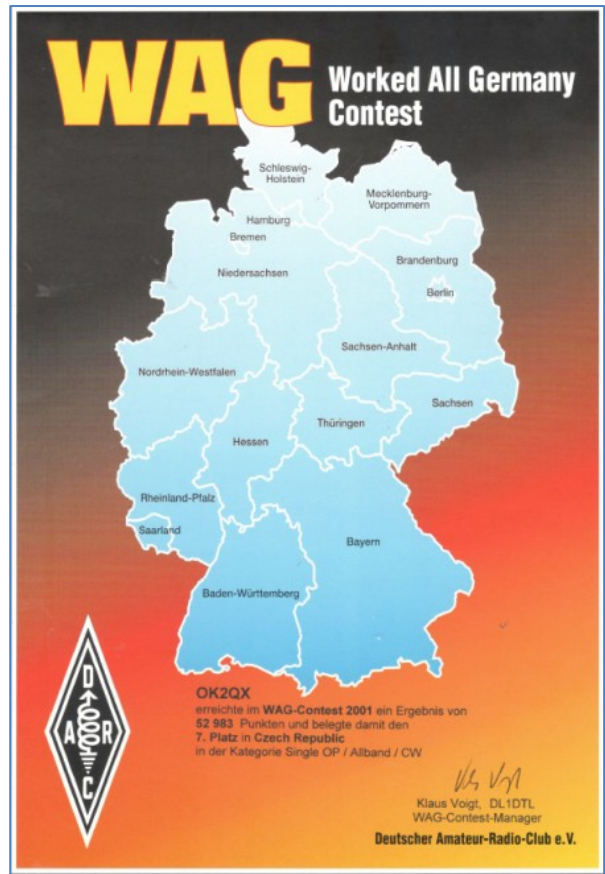 WAG
Worked All Germany
Contest
Schleswig-
Holstein
Mecklenburg-
Vorpommern
Hamburg
Bremen
Brandenburg
Niedersachsen
Berlin
Sachsen-Anhalt
Nordrhein-Westfalen
Sachsen
Thüringen
Hessen
Rheinland-Pfalz
Saarland
Bayern
Baden-Württemberg
D
A R
C
OK2QX
erreichte im WAG-Contest 2001 ein Ergebnis von
52 983 Punkten und belegte damit den
7. Platz in Czech Republic
in der Kategorie Single OP / Allband / CW
Klaus Voigt, DL1DTL
WAG-Contest-Manager
Deutscher Amateur-Radio-Club e.V.